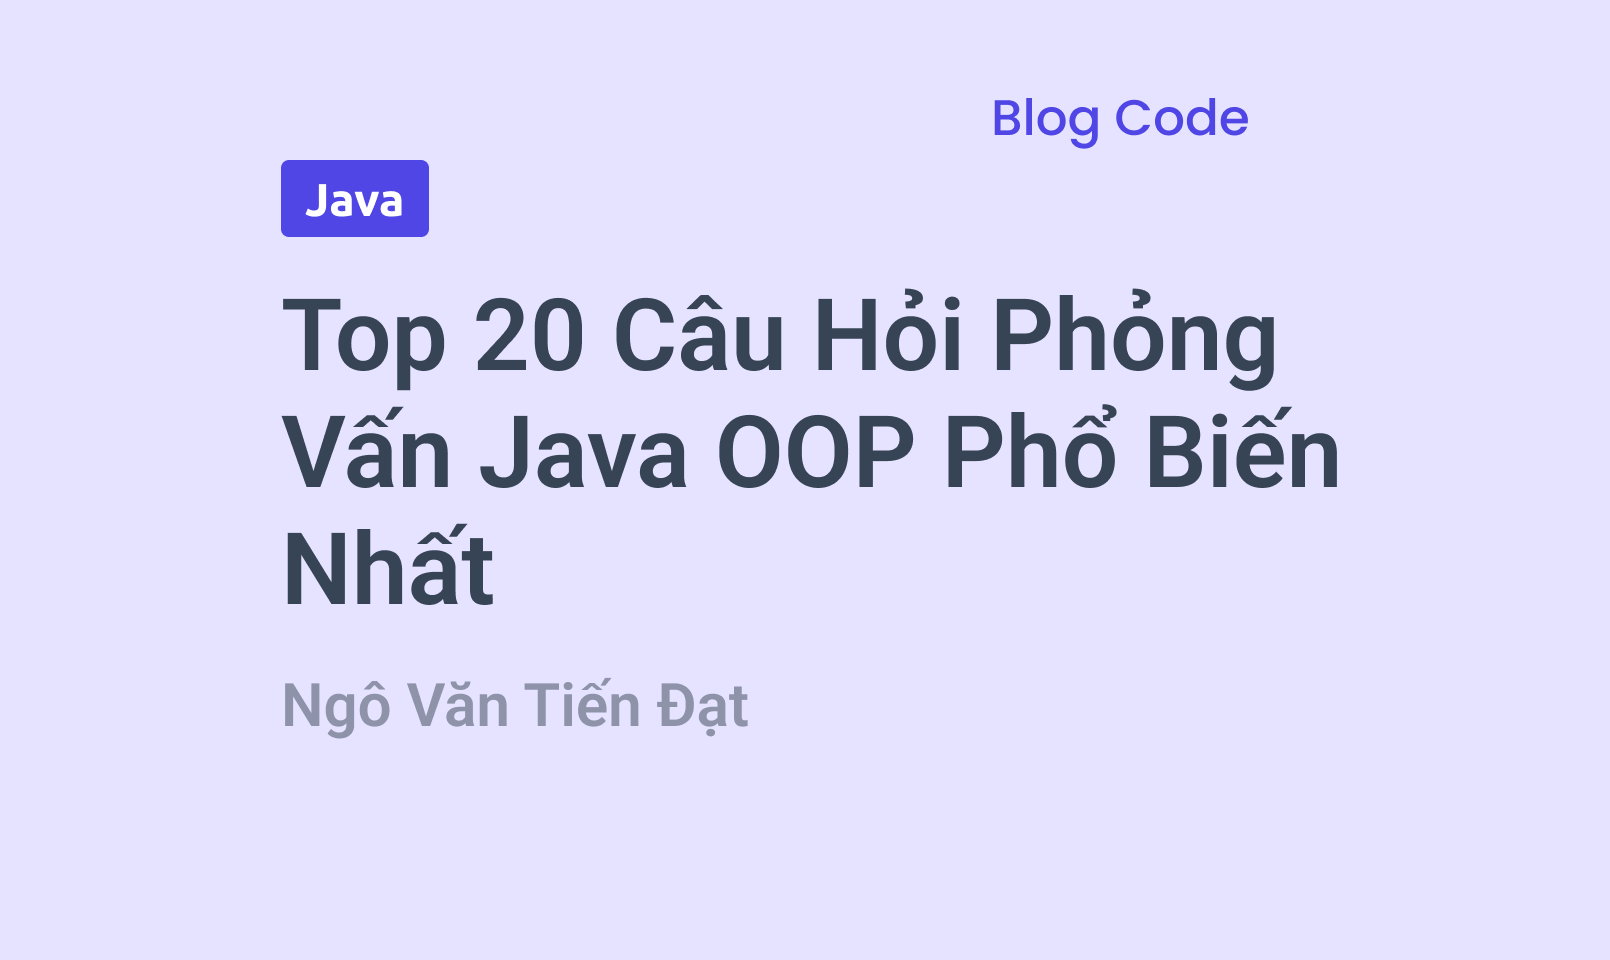 Blog Code
Java
Top 20 Câu Hỏi Phỏng
Vấn Java OOP Phổ Biến
Nhất
Ngô Văn Tiến Đạt